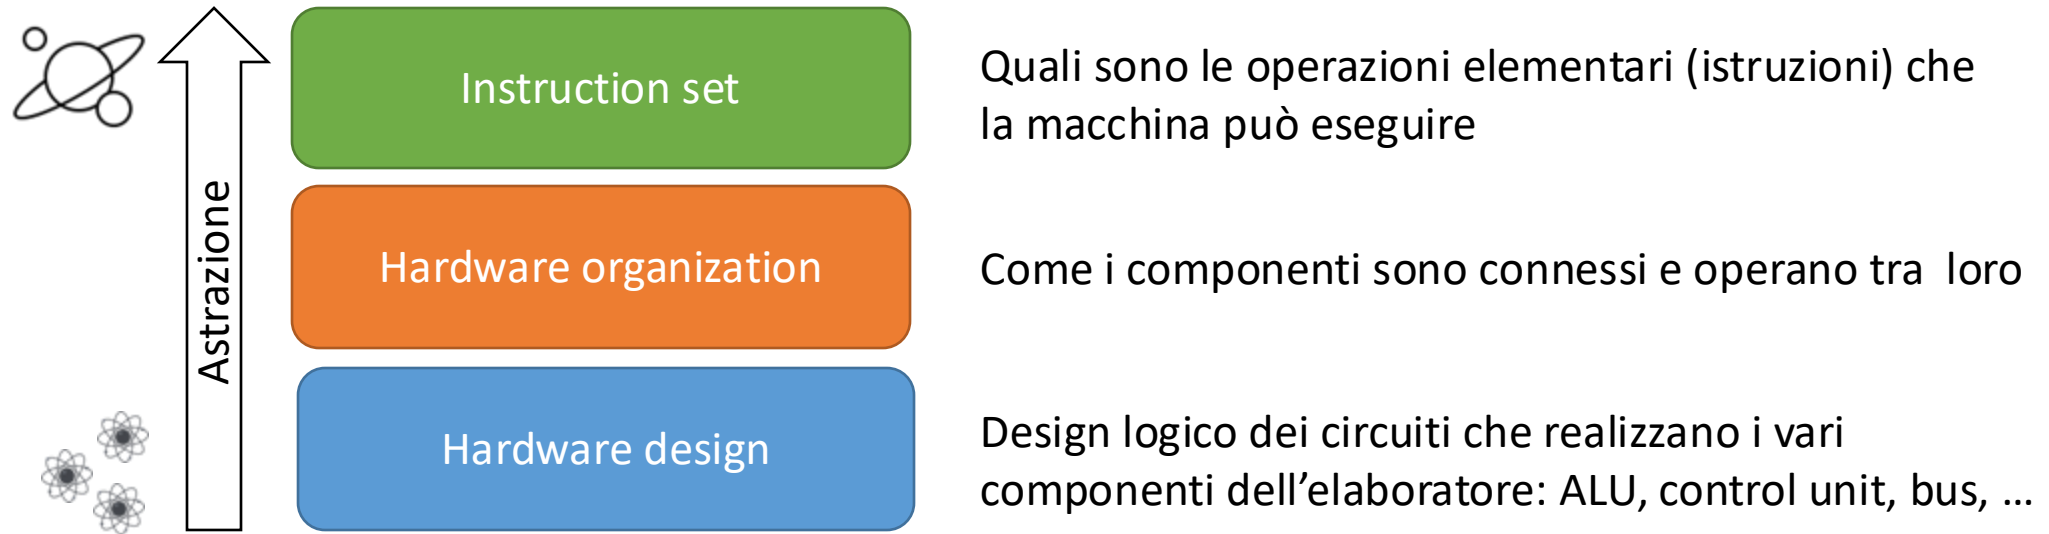 Astrazione
Instruction set
Quali sono le operazioni elementari (istruzioni) che
la macchina può eseguire
Hardware organization
Come i componenti sono connessi e operano tra  loro
Hardware design
Design logico dei circuiti che realizzano i vari
componenti dell’elaboratore: ALU, control unit, bus, …